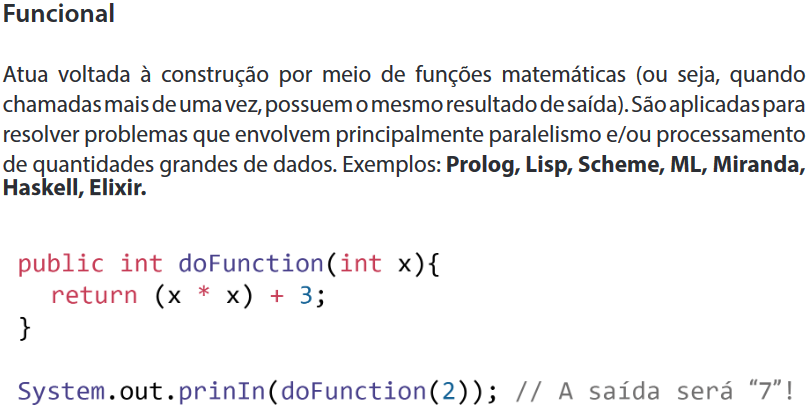 Funcional
Atua voltada à construção por meio de funções matemáticas (ou seja, quando
chamadas mais de uma vez, possuem o mesmo resultado de saída). São aplicadas para
resolver problemas que envolvem principalmente paralelismo e/ou processamento
de quantidades grandes de dados. Exemplos: Prolog, Lisp, Scheme, ML, Miranda,
Haskell, Elixir.
public int doFunction(int x){
return (x * x) + 3;
}
System.out.prinIn(doFunction(2)); // A saída será “7”!